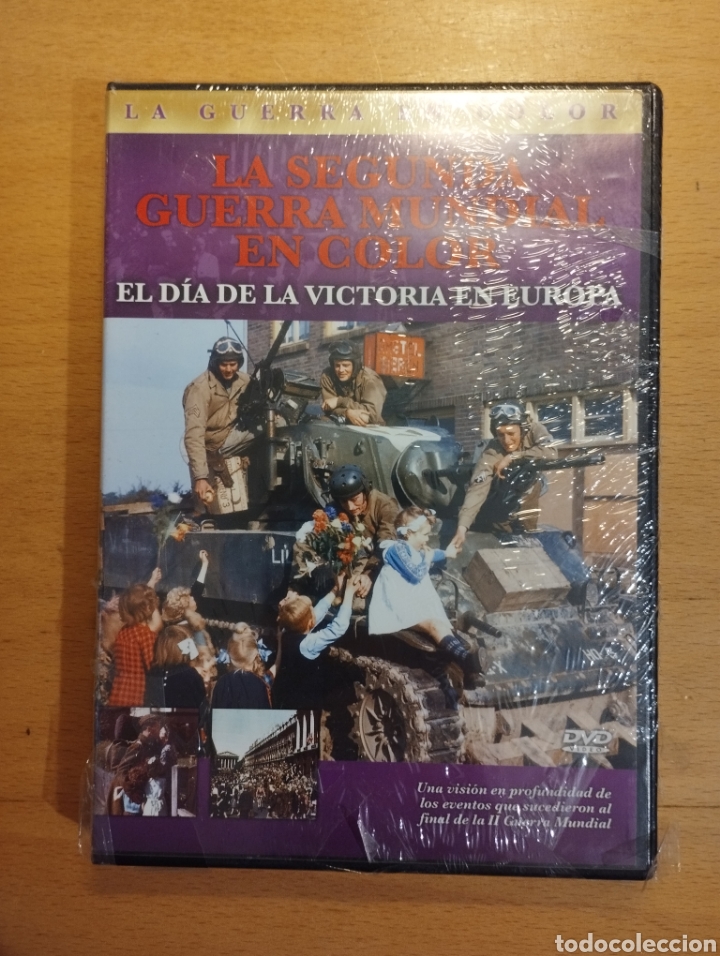 LA GUERRA EN COLOR
LA SEGUNDA
GUERRA MUNDIAL
EN COLOR
EL DÍA DE LA VICTORIA EN EUROPA
DVD
VIDEO
Una visión en profundidad de
los eventos que sucedieron al
final de la II Guerra Mundial
todocoleccion